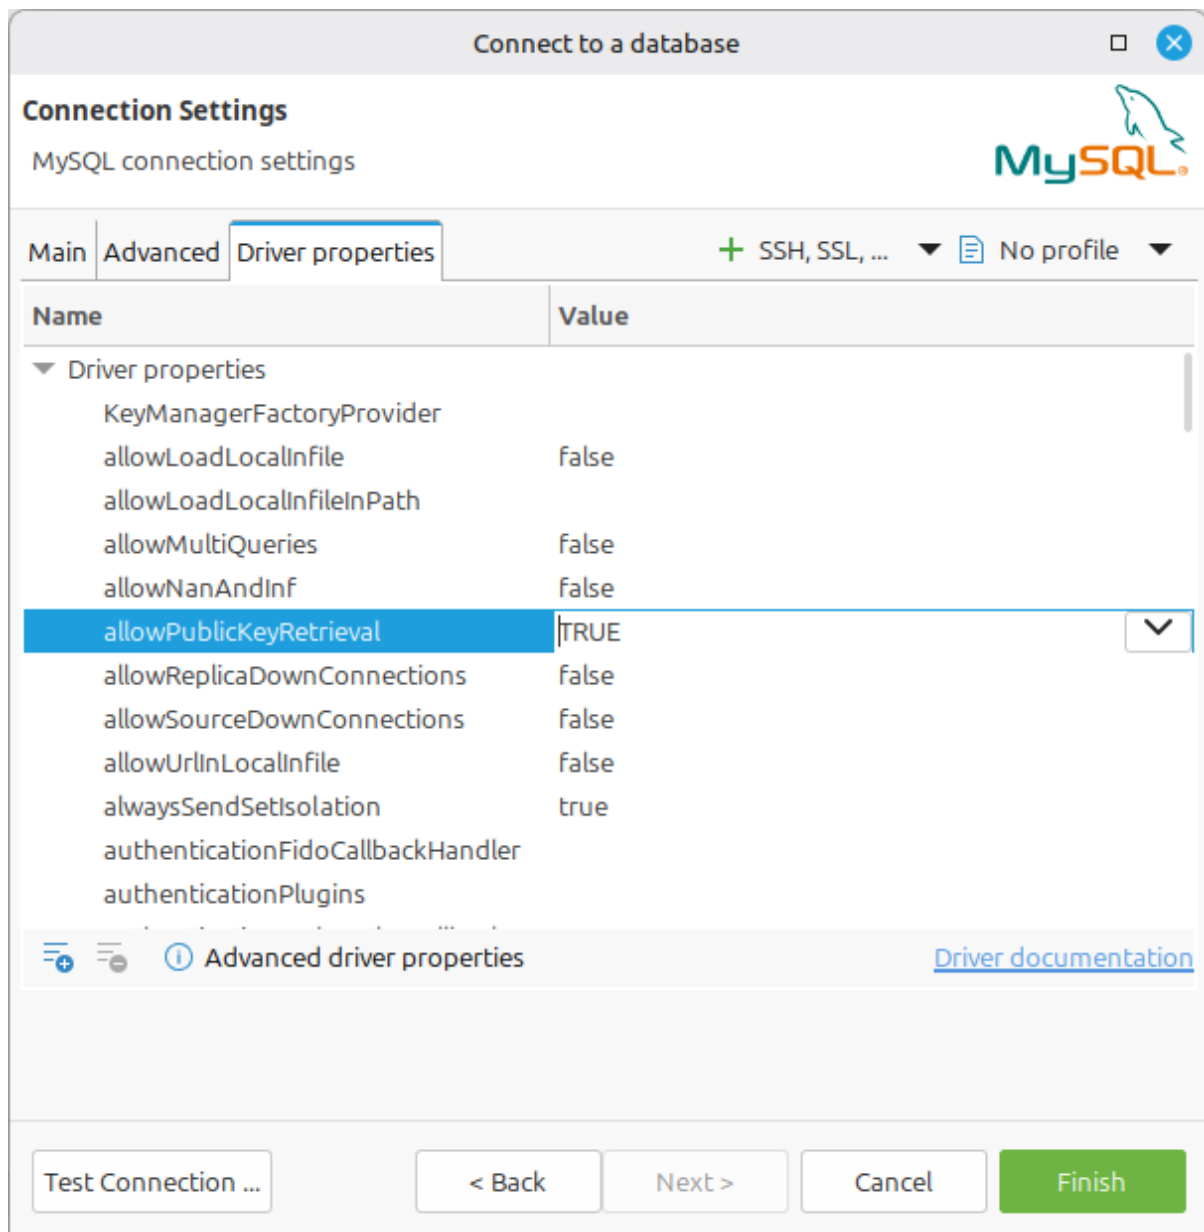 Connect to a database
Connection Settings
MySQL connection settings
MySQL®
Main Advanced Driver properties SSH, SSL, ... No profile
Name Value
Driver properties
KeyManagerFactoryProvider
allowLoadLocalInfile false
allowLoadLocalInfileInPath
allowMultiQueries false
allowNanAndInf false
allowPublicKeyRetrieval TRUE
allowReplicaDownConnections false
allowSourceDownConnections false
allowUrlInLocalInfile false
alwaysSendSetIsolation true
authenticationFidoCallbackHandler
authenticationPlugins
Advanced driver properties Driver documentation
Test Connection ... < Back Next > Cancel Finish